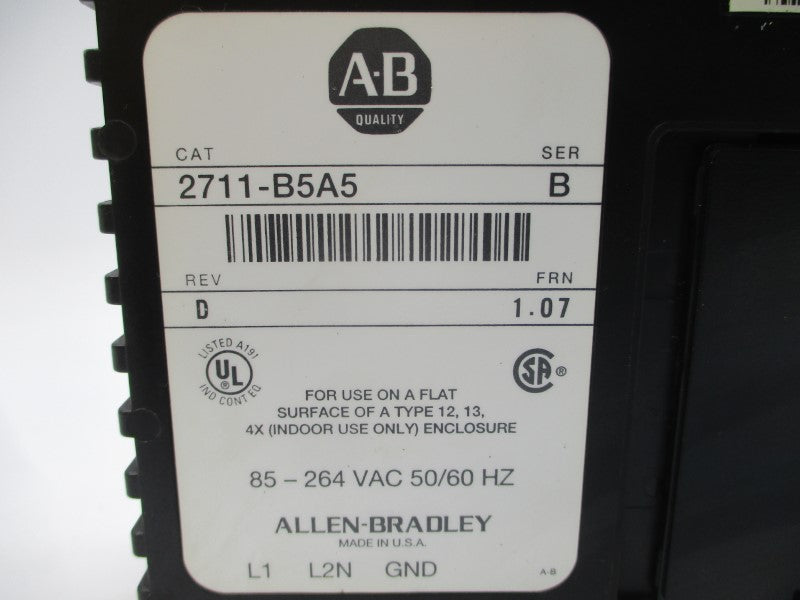 A-B
QUALITY
CAT SER
2711-B5A5 B
REV FRN
D 1.07
LISTED A191
UL ®
IND CONT EQ
SA ®
FOR USE ON A FLAT
SURFACE OF A TYPE 12, 13,
4X (INDOOR USE ONLY) ENCLOSURE
85 – 264 VAC 50/60 HZ
ALLEN-BRADLEY
MADE IN U.S.A.
L1 L2N GND A-B